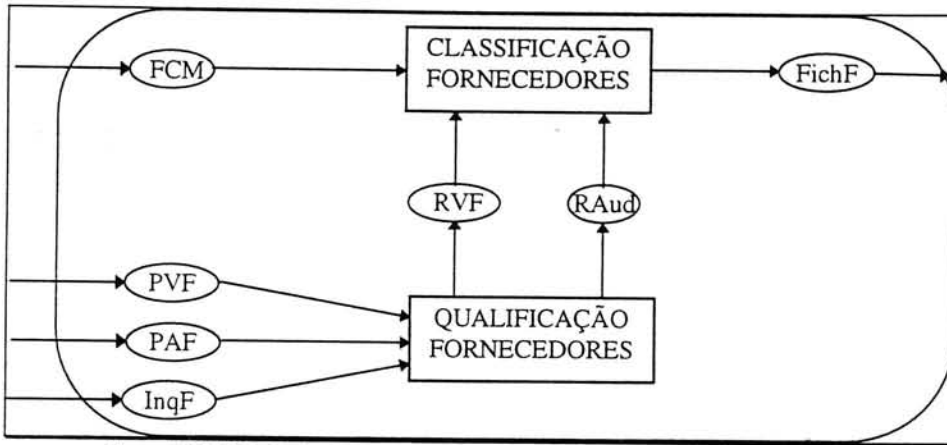 FCM
CLASSIFICAÇÃO
FORNECEDORES
FichF
RVF
RAud
PVF
PAF
InqF
QUALIFICAÇÃO
FORNECEDORES